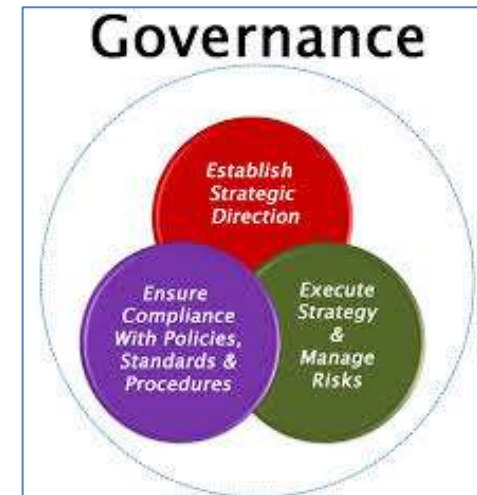 Governance
Establish
Strategic
Direction
Ensure
Compliance
With Policies,
Standards &
Procedures
Execute
Strategy
&
Manage
Risks